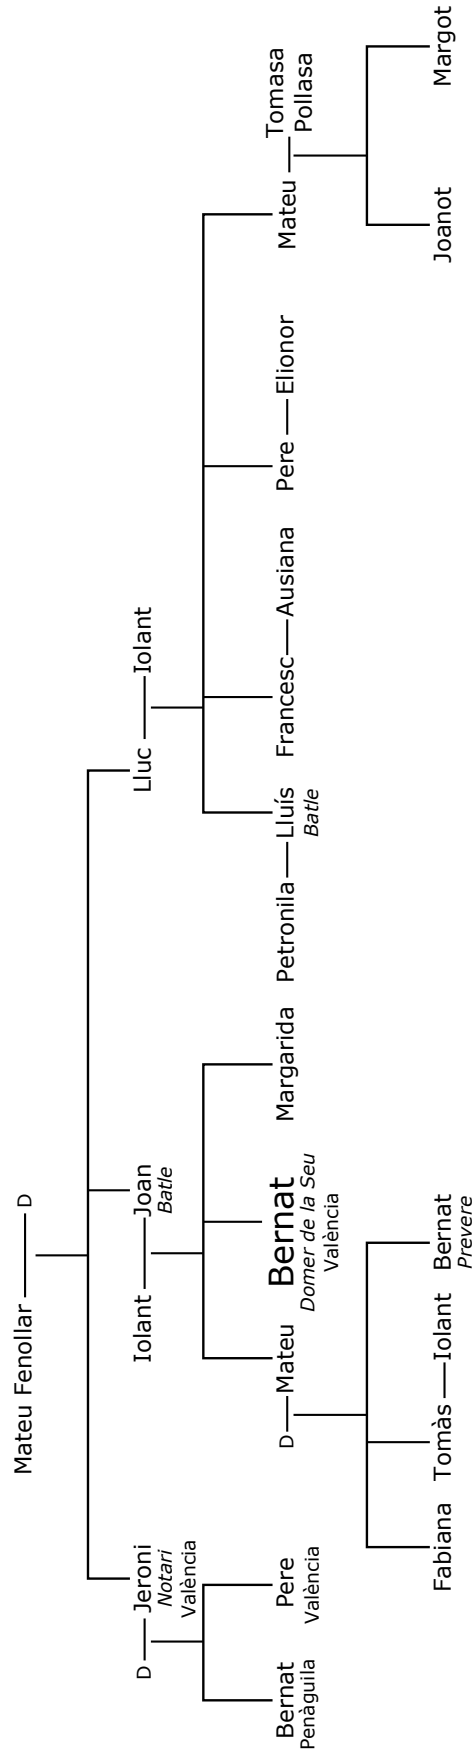 Mateu Fenollar D
D Jeroni
Notari
València
Iolant Joan
Batle
Lluc Iolant
Bernat
Penàguila
Pere
València
D Mateu
Bernat
Domer de la Seu
València
Margarida
Petronila Lluís
Batle
Francesc Ausiana
Pere Elionor
Mateu Tomasa
Pollasa
Fabiana
Tomàs Iolant
Bernat
Prevere
Joanot
Margot